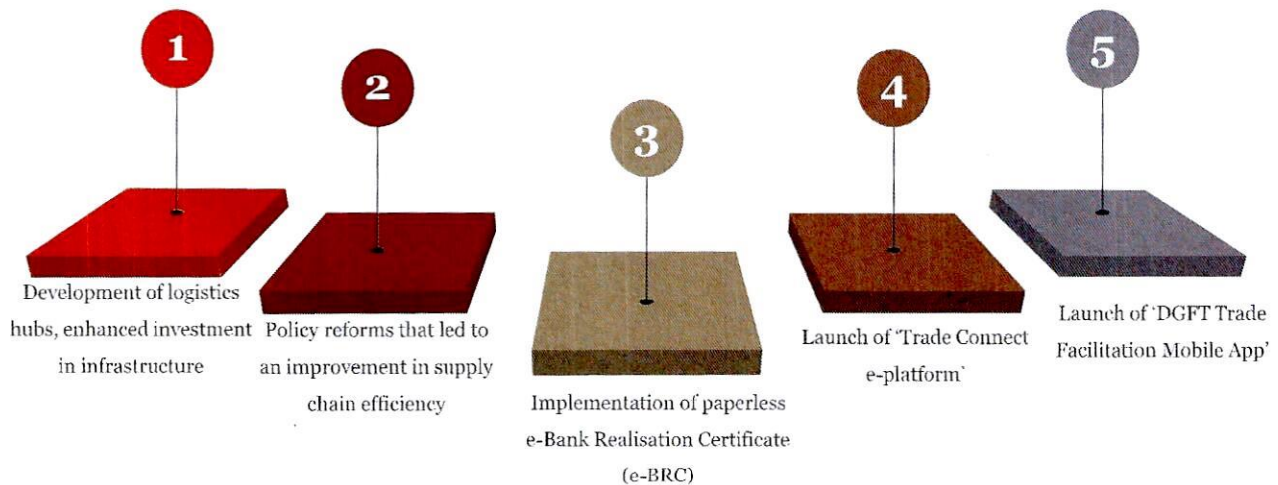 1
Development of logistics
hubs, enhanced investment
in infrastructure
2
Policy reforms that led to
an improvement in supply
chain efficiency
3
Implementation of paperless
e-Bank Realisation Certificate
(e-BRC)
4
Launch of 'Trade Connect
e-platform`
5
Launch of 'DGFT Trade
Facilitation Mobile App'